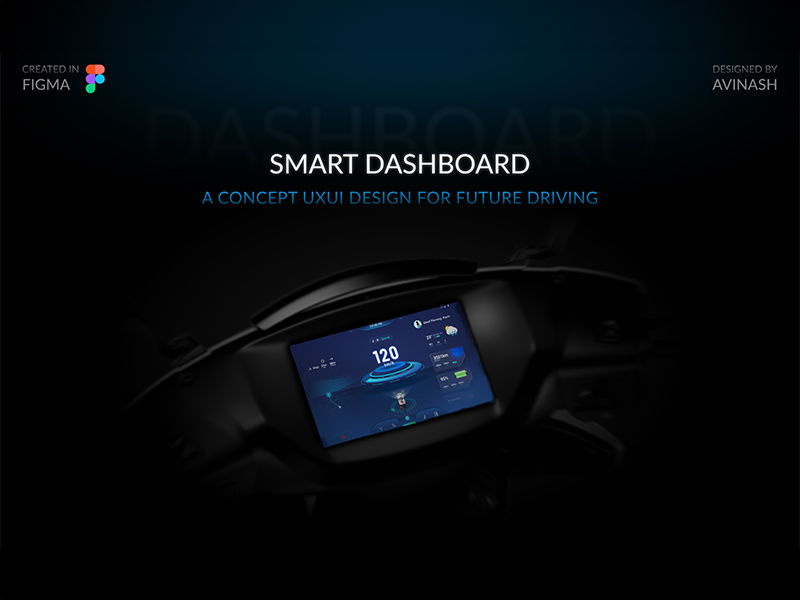 CREATED IN
FIGMA
DESIGNED BY
AVINASH
DASHBOARD
SMART DASHBOARD
A CONCEPT UXUI DESIGN FOR FUTURE DRIVING
120